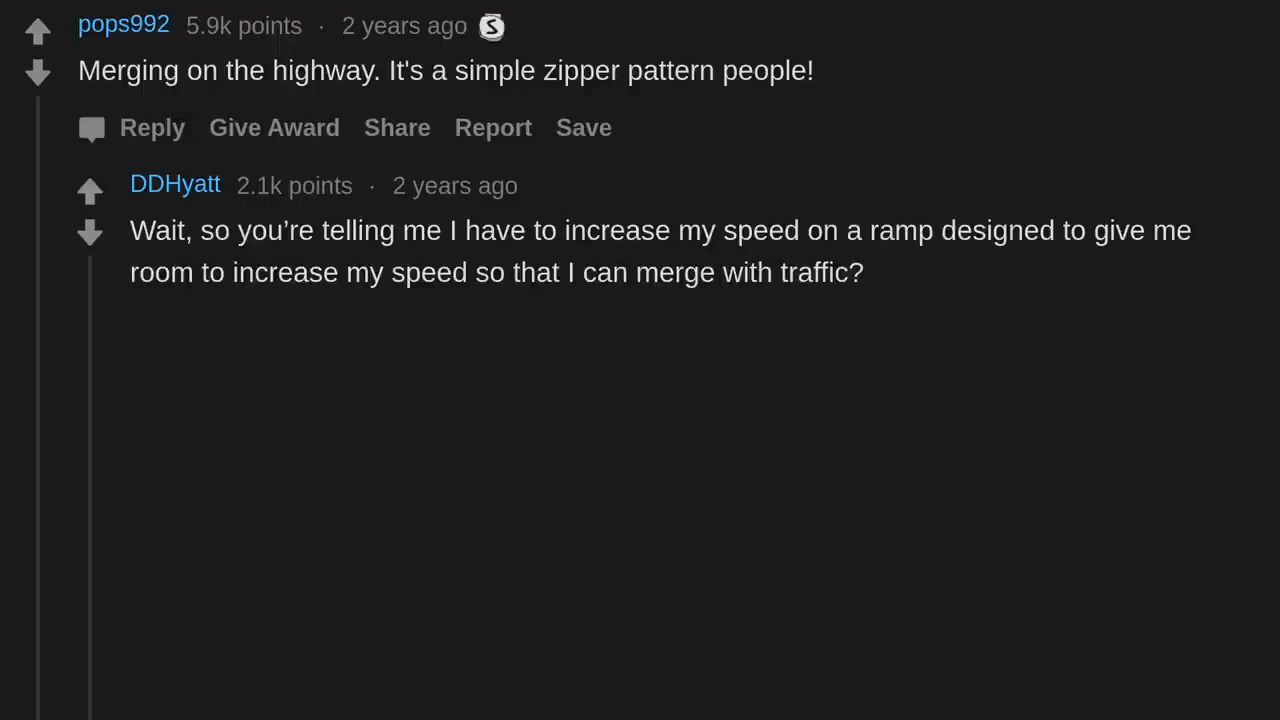 pops992 5.9k points · 2 years ago S
Merging on the highway. It's a simple zipper pattern people!
Reply Give Award Share Report Save
DDHyatt 2.1k points · 2 years ago
Wait, so you’re telling me I have to increase my speed on a ramp designed to give me
room to increase my speed so that I can merge with traffic?